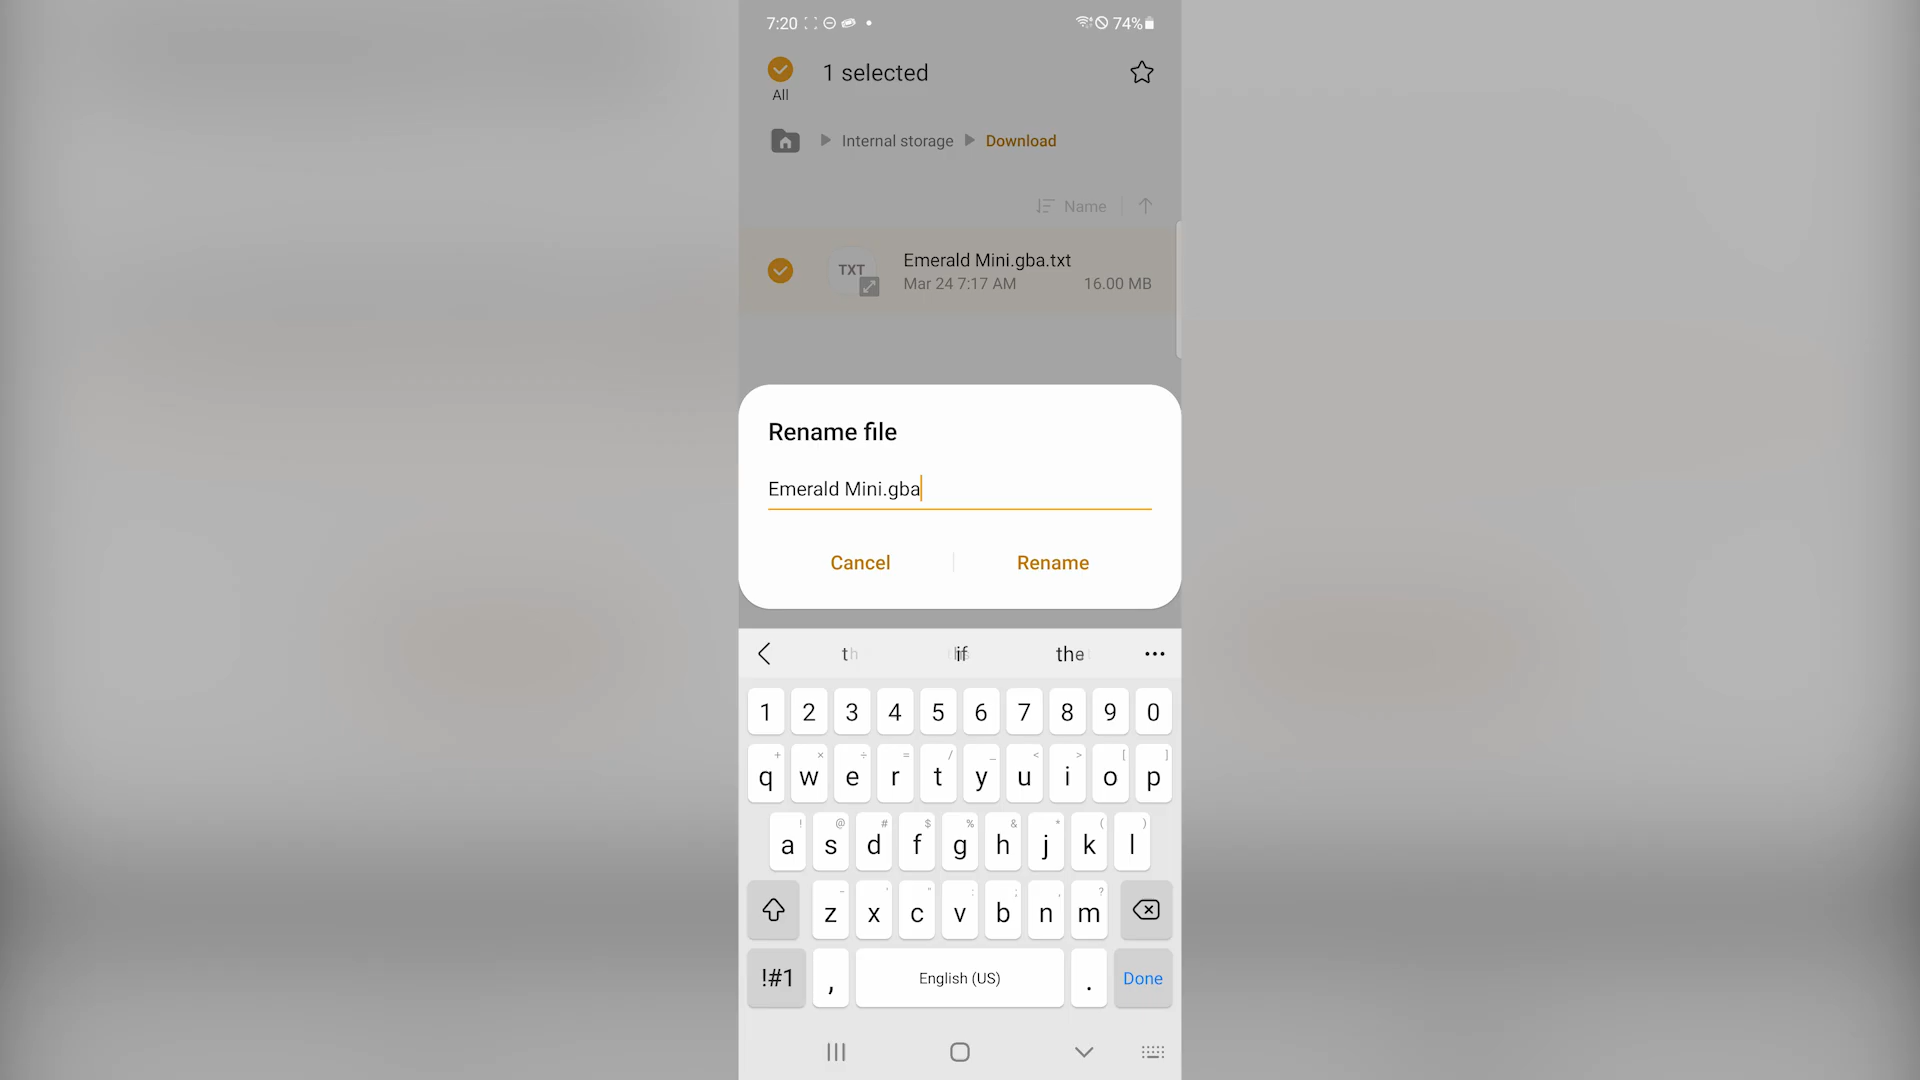 7:20 74%
1 selected
All
Internal storage Download
Name
TXT Emerald Mini.gba.txt
Mar 24 7:17 AM 16.00 MB
Rename file
Emerald Mini.gba
Cancel Rename
th if the
1 2 3 4 5 6 7 8 9 0
+ × ÷ = / _ < > [ ]
q w e r t y u i o p
! @ # $ % & * ( )
a s d f g h j k l
- ' " : ; , ?
z x c v b n m
!#1 , English (US) . Done